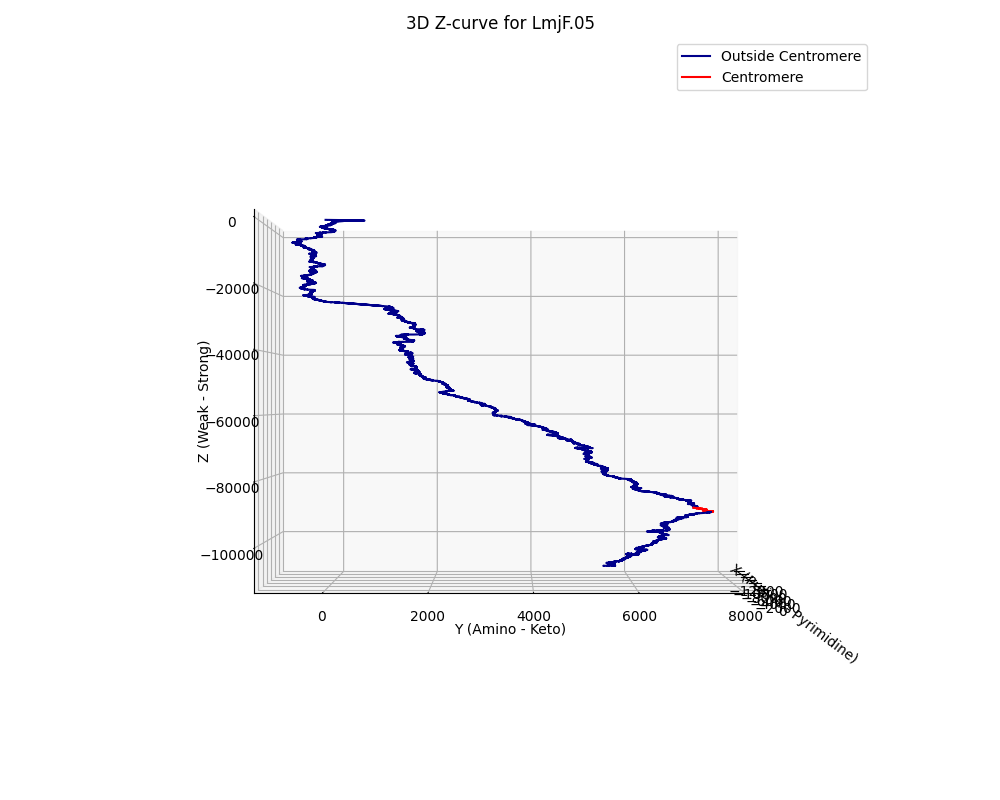 3D Z-curve for LmjF.05
Outside Centromere
Centromere
0
−20000
−40000
−60000
−80000
−100000
Z (Weak - Strong)
0
2000
4000
6000
8000
Y (Amino - Keto)
Pyrimidine)
0